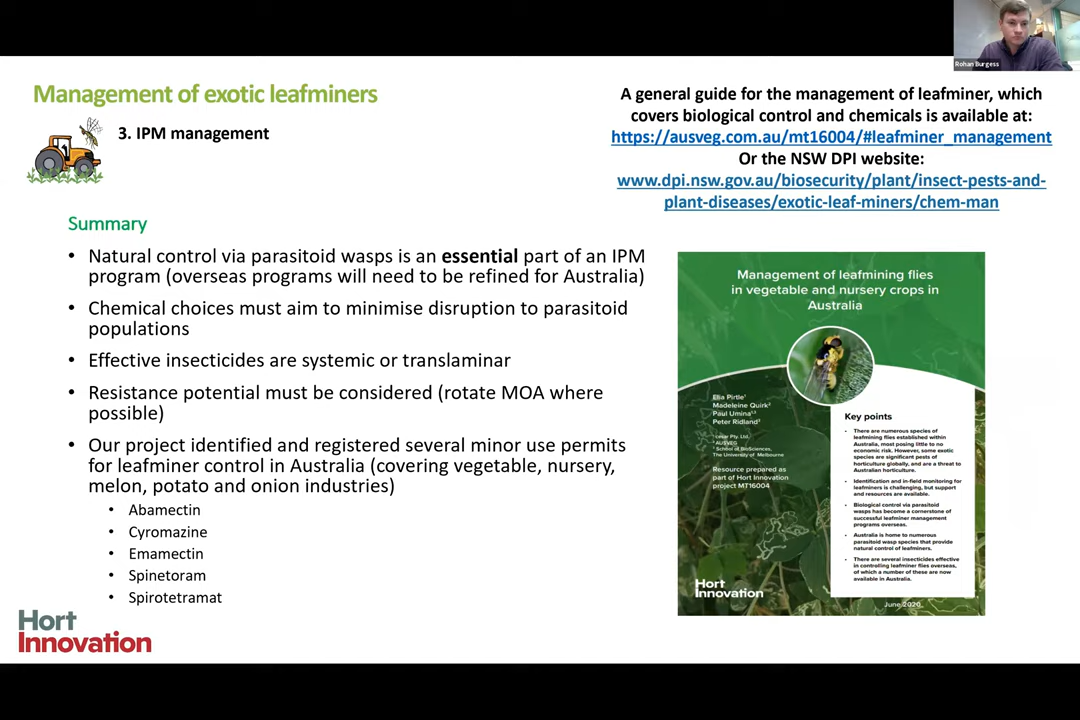 Rohan Burgess
Management of exotic leafminers
3. IPM management
A general guide for the management of leafminer, which
covers biological control and chemicals is available at:
https://ausveg.com.au/mt16004/#leafminer_management
Or the NSW DPI website:
www.dpi.nsw.gov.au/biosecurity/plant/insect-pests-and-
plant-diseases/exotic-leaf-miners/chem-man
Summary
• Natural control via parasitoid wasps is an essential part of an IPM
program (overseas programs will need to be refined for Australia)
• Chemical choices must aim to minimise disruption to parasitoid
populations
• Effective insecticides are systemic or translaminar
• Resistance potential must be considered (rotate MOA where
possible)
• Our project identified and registered several minor use permits
for leafminer control in Australia (covering vegetable, nursery,
melon, potato and onion industries)
• Abamectin
• Cyromazine
• Emamectin
• Spinetoram
• Spirotetramat
Hort
Innovation
Management of leafmining flies
in vegetable and nursery crops in
Australia
Elia Pirtle¹
Madeleine Quirk²
Paul Umina¹,³
Peter Ridland³
¹ cesar Pty. Ltd.
² AUSVEG
³ School of BioSciences,
The University of Melbourne
Resource prepared as
part of Hort Innovation
project MT16004
Key points
• There are numerous species of
leafmining flies established within
Australia, most posing little to no
economic risk. However, some exotic
species are significant pests of
horticulture globally, and are a threat to
Australian horticulture.
• Identification and in-field monitoring for
leafminers is challenging, but support
and resources are available.
• Biological control via parasitoid
wasps has become a cornerstone of
successful leafminer management
programs overseas.
• Australia is home to numerous
parasitoid wasp species that provide
natural control of leafminers.
• There are several insecticides effective
in controlling leafminer flies overseas,
of which a number of these are now
available in Australia.
Hort
Innovation
June 2020